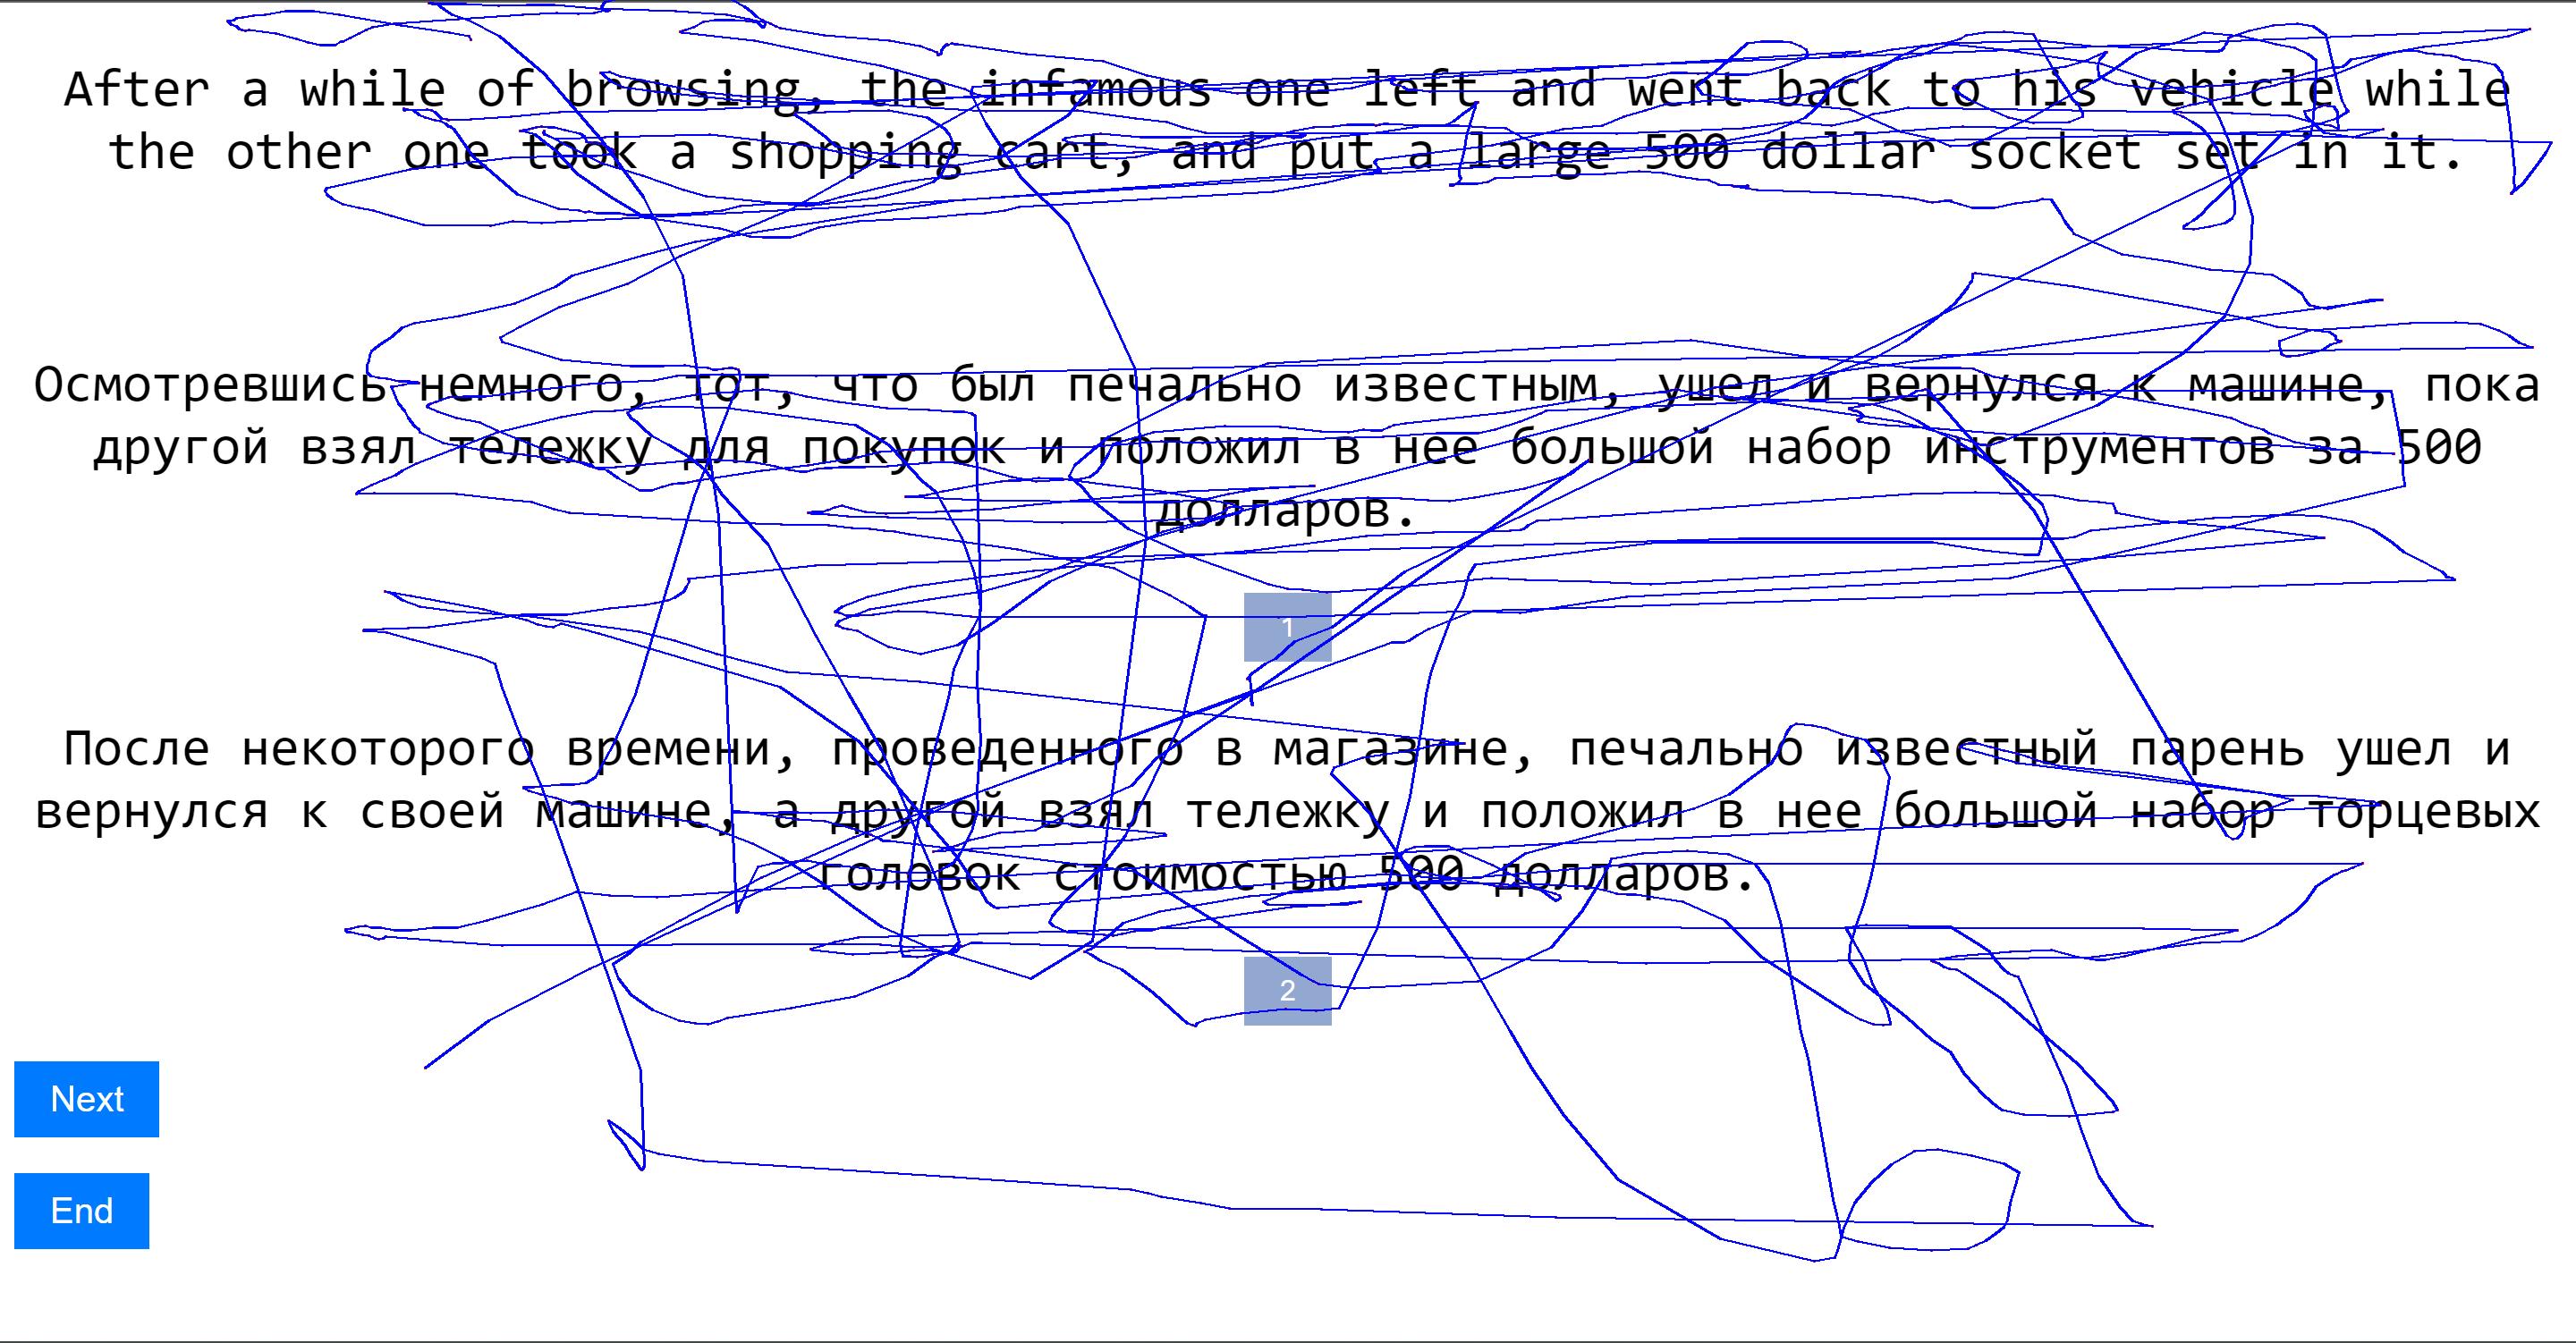 After a while of browsing, the infamous one left and went back to his vehicle while
the other one took a shopping cart, and put a large 500 dollar socket set in it.
Осмотревшись немного, тот, что был печально известным, ушел и вернулся к машине, пока
другой взял тележку для покупок и положил в нее большой набор инструментов за 500
долларов.
1
После некоторого времени, проведенного в магазине, печально известный парень ушел и
вернулся к своей машине, а другой взял тележку и положил в нее большой набор торцевых
головок стоимостью 500 долларов.
2
Next
End